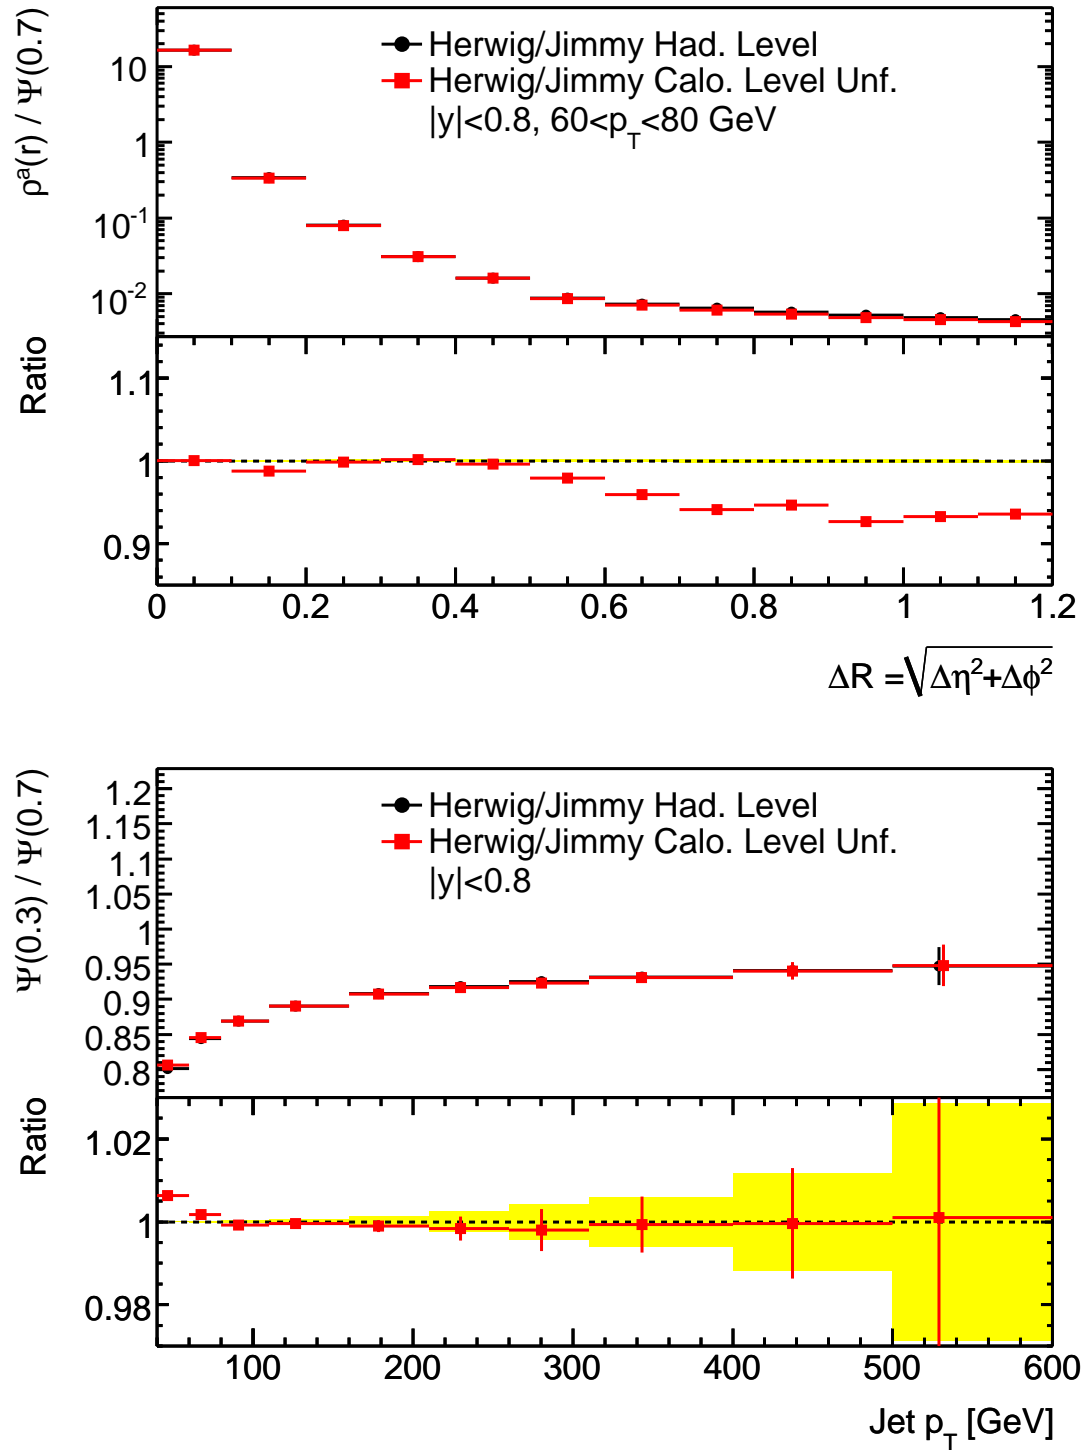 ρᵃ(r) / Ψ(0.7)
Herwig/Jimmy Had. Level
Herwig/Jimmy Calo. Level Unf.
|y|<0.8, 60<p_T<80 GeV
10
1
10⁻¹
10⁻²
Ratio
1.1
1
0.9
0 0.2 0.4 0.6 0.8 1 1.2
ΔR = √Δη²+Δϕ²
Ψ(0.3) / Ψ(0.7)
Herwig/Jimmy Had. Level
Herwig/Jimmy Calo. Level Unf.
|y|<0.8
1.2
1.15
1.1
1.05
1
0.95
0.9
0.85
0.8
Ratio
1.02
1
0.98
100 200 300 400 500 600
Jet p_T [GeV]